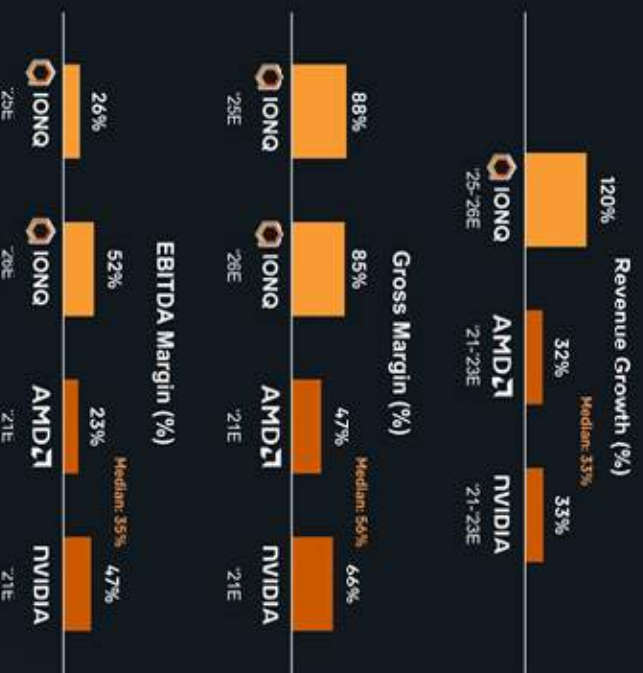 Revenue Growth (%)
120%
32%
Median: 33%
33%
IONQ
AMD
NVIDIA
'25-'26E
'21-'23E
'21-'23E
Gross Margin (%)
88%
85%
47%
Median: 56%
66%
IONQ
IONQ
AMD
NVIDIA
'25E
'26E
'21E
'21E
EBITDA Margin (%)
26%
52%
23%
Median: 35%
47%
IONQ
IONQ
AMD
NVIDIA
'25E
'26E
'21E
'21E